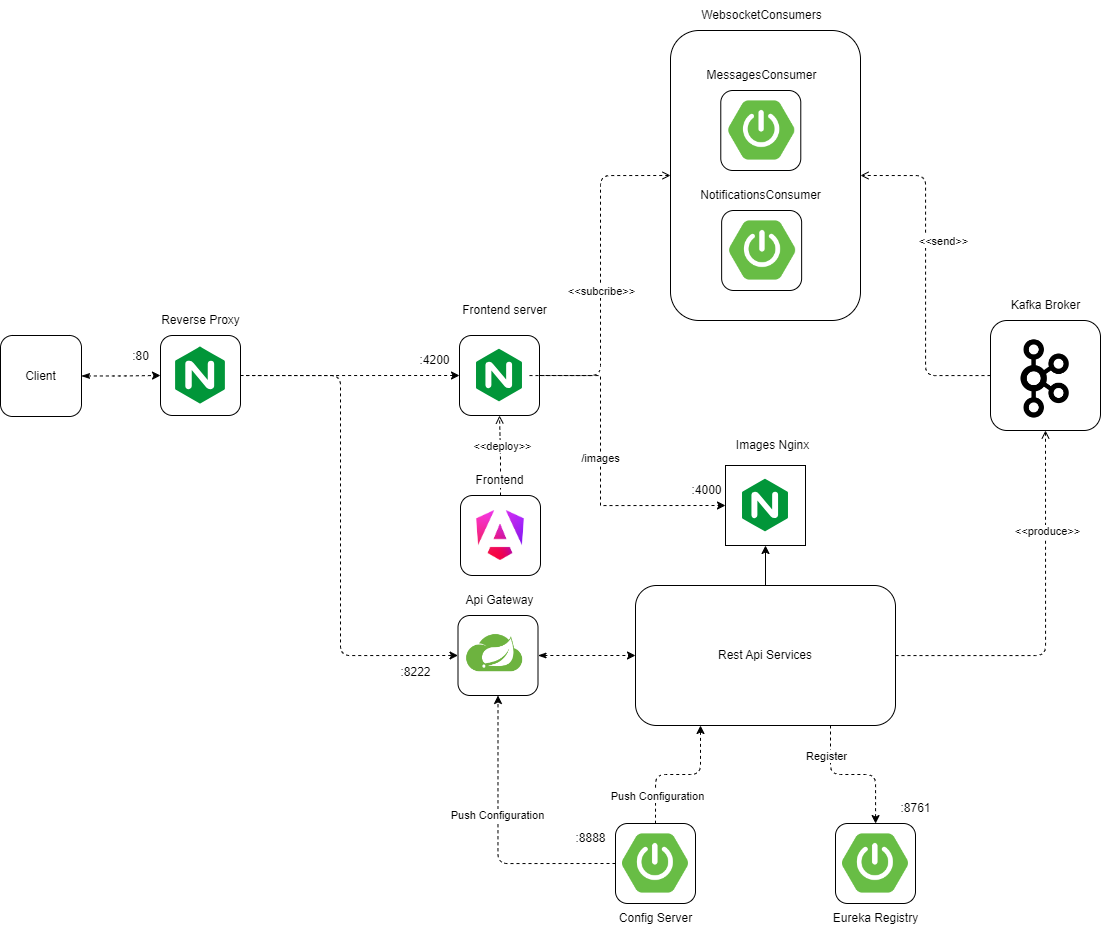 WebsocketConsumers
MessagesConsumer
NotificationsConsumer
<<send>>
<<subcribe>>
Kafka Broker
Frontend server
Reverse Proxy
:80
:4200
Client
N
N
<<deploy>>
Images Nginx
/images
Frontend
:4000
N
<<produce>>
Api Gateway
Rest Api Services
:8222
Register
Push Configuration
:8761
Push Configuration
:8888
Config Server
Eureka Registry